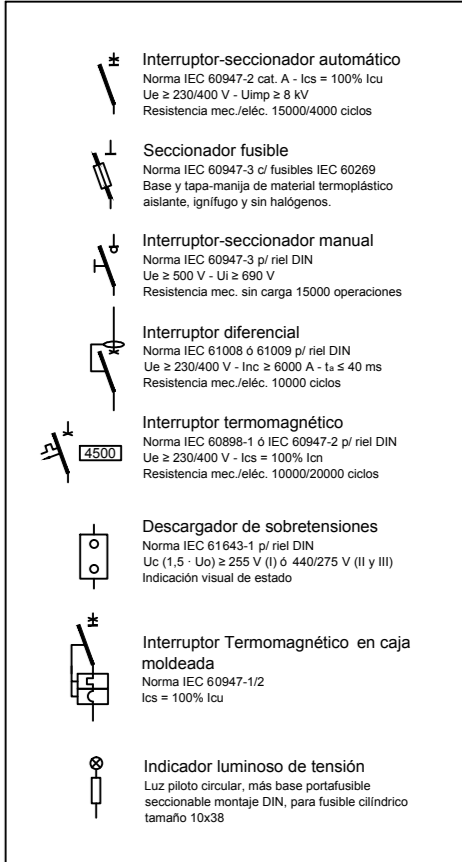 Interruptor-seccionador automático
Norma IEC 60947-2 cat. A - Ics = 100% Icu
Ue ≥ 230/400 V - Uimp ≥ 8 kV
Resistencia mec./eléc. 15000/4000 ciclos
Seccionador fusible
Norma IEC 60947-3 c/ fusibles IEC 60269
Base y tapa-manija de material termoplástico
aislante, ignífugo y sin halógenos.
Interruptor-seccionador manual
Norma IEC 60947-3 p/ riel DIN
Ue ≥ 500 V - Ui ≥ 690 V
Resistencia mec. sin carga 15000 operaciones
Interruptor diferencial
Norma IEC 61008 ó 61009 p/ riel DIN
Ue ≥ 230/400 V - Inc ≥ 6000 A - ta ≤ 40 ms
Resistencia mec./eléc. 10000 ciclos
Interruptor termomagnético
4500
Norma IEC 60898-1 ó IEC 60947-2 p/ riel DIN
Ue ≥ 230/400 V - Ics = 100% Icn
Resistencia mec./eléc. 10000/20000 ciclos
Descargador de sobretensiones
Norma IEC 61643-1 p/ riel DIN
Uc (1,5 · Uo) ≥ 255 V (I) ó 440/275 V (II y III)
Indicación visual de estado
Interruptor Termomagnético en caja
moldeada
Norma IEC 60947-1/2
Ics = 100% Icu
Indicador luminoso de tensión
Luz piloto circular, más base portafusible
seccionable montaje DIN, para fusible cilíndrico
tamaño 10x38